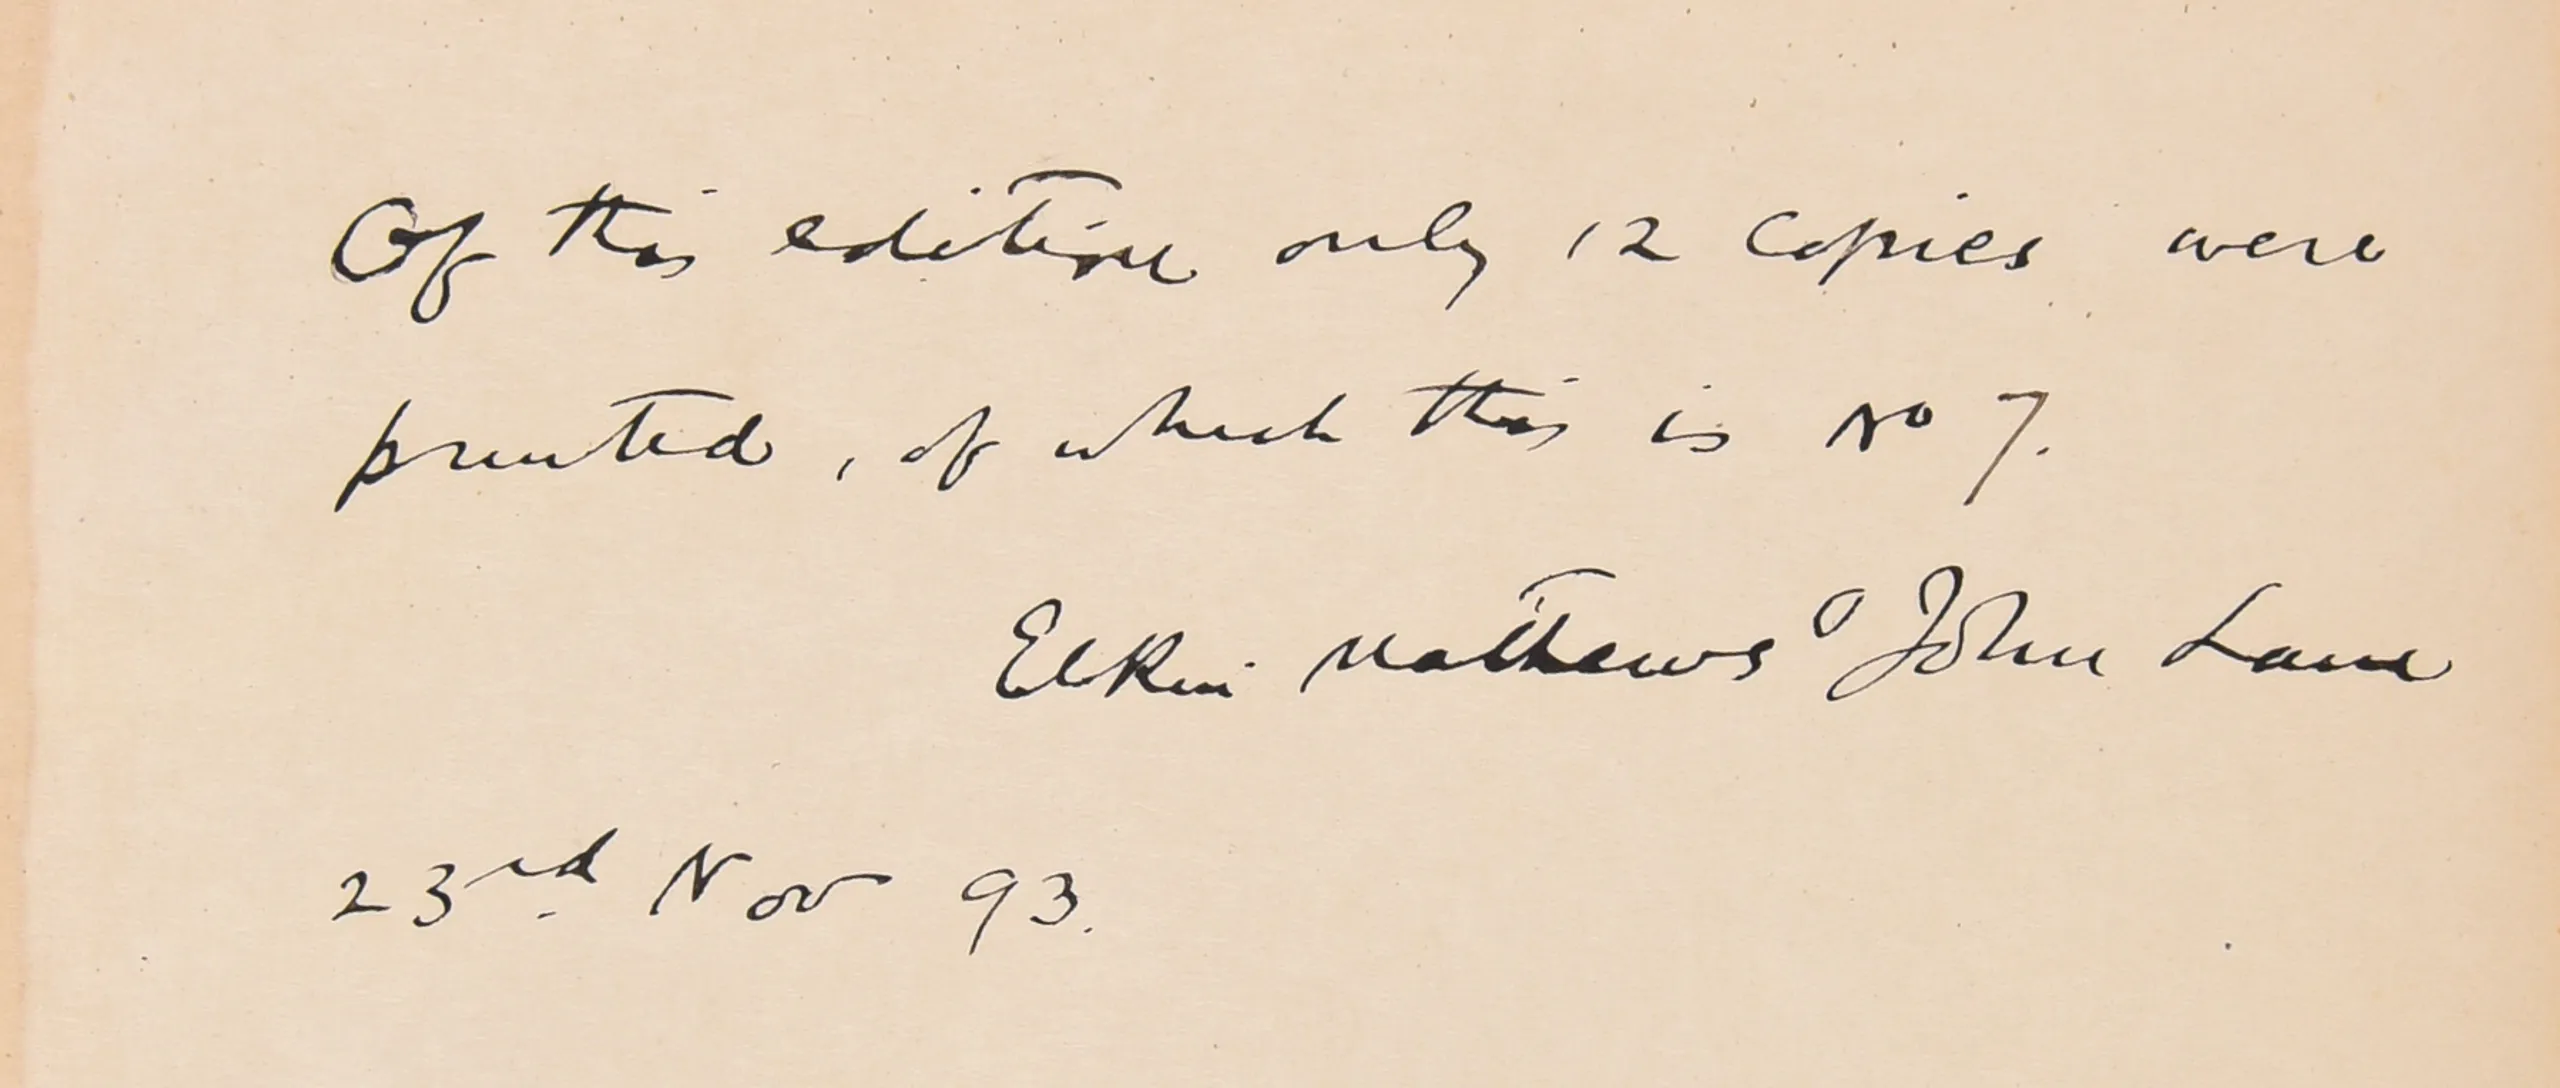 Of this edition only 12 copies were
printed, of which this is No 7.
Elkin Mathews & John Lane
23rd Nov 93.